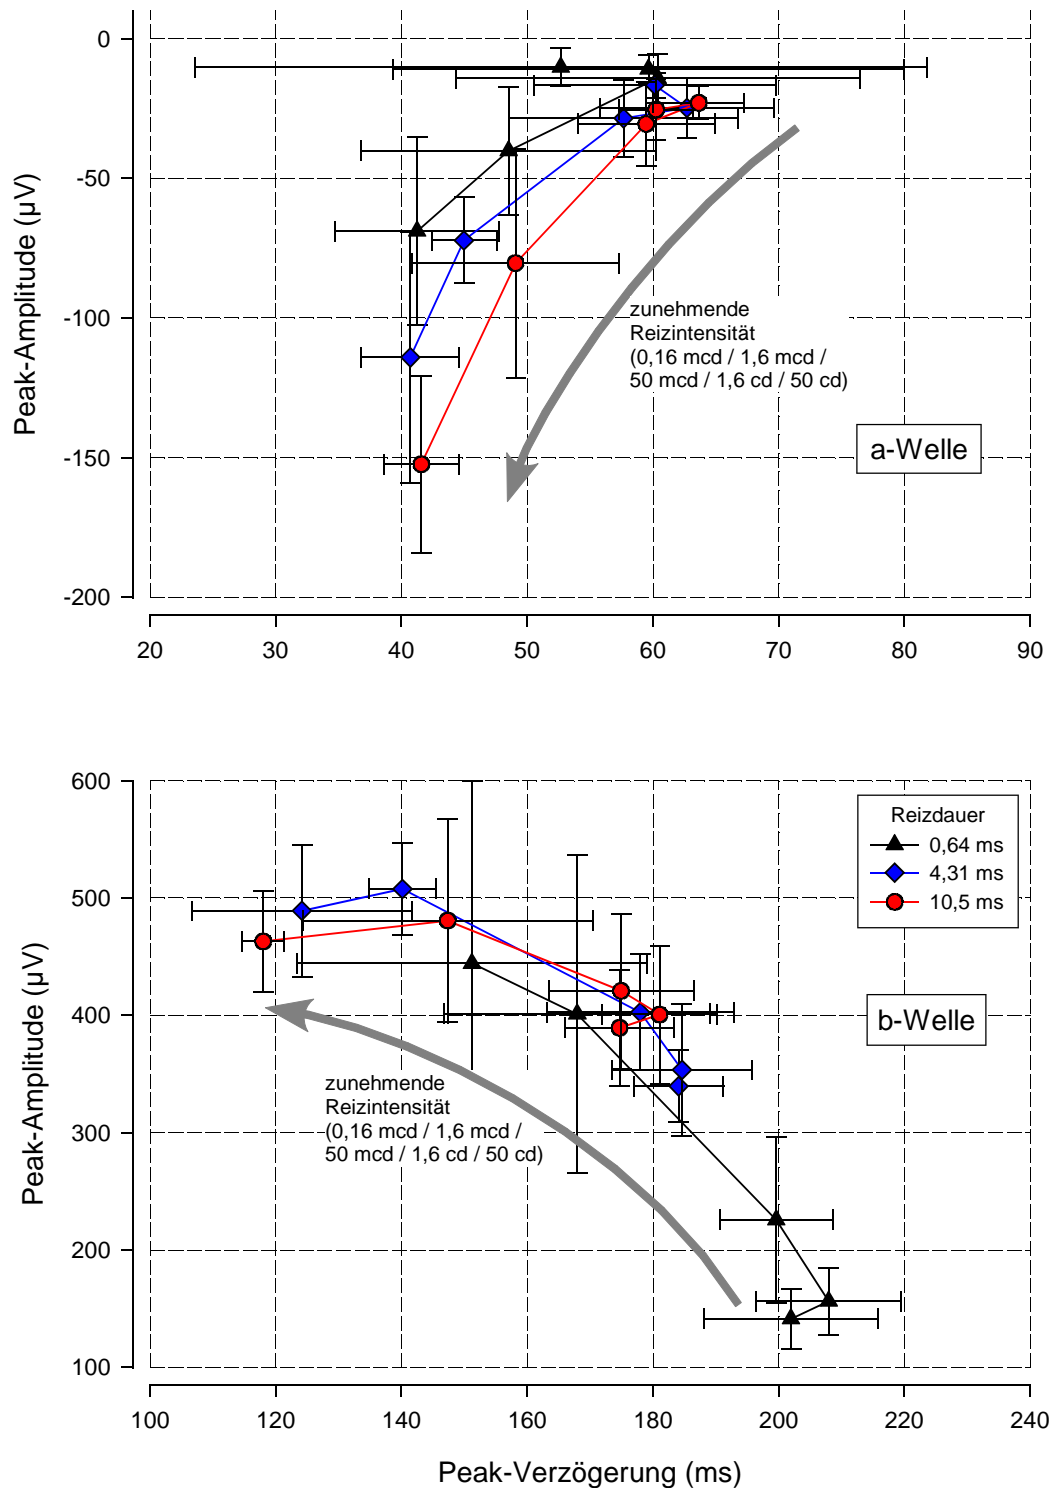 0
-50
-100
-150
-200
Peak-Amplitude (µV)
zunehmende
Reizintensität
(0,16 mcd / 1,6 mcd /
50 mcd / 1,6 cd / 50 cd)
a-Welle
20 30 40 50 60 70 80 90
600
500
400
300
200
100
Peak-Amplitude (µV)
Reizdauer
0,64 ms
4,31 ms
10,5 ms
b-Welle
zunehmende
Reizintensität
(0,16 mcd / 1,6 mcd /
50 mcd / 1,6 cd / 50 cd)
100 120 140 160 180 200 220 240
Peak-Verzögerung (ms)